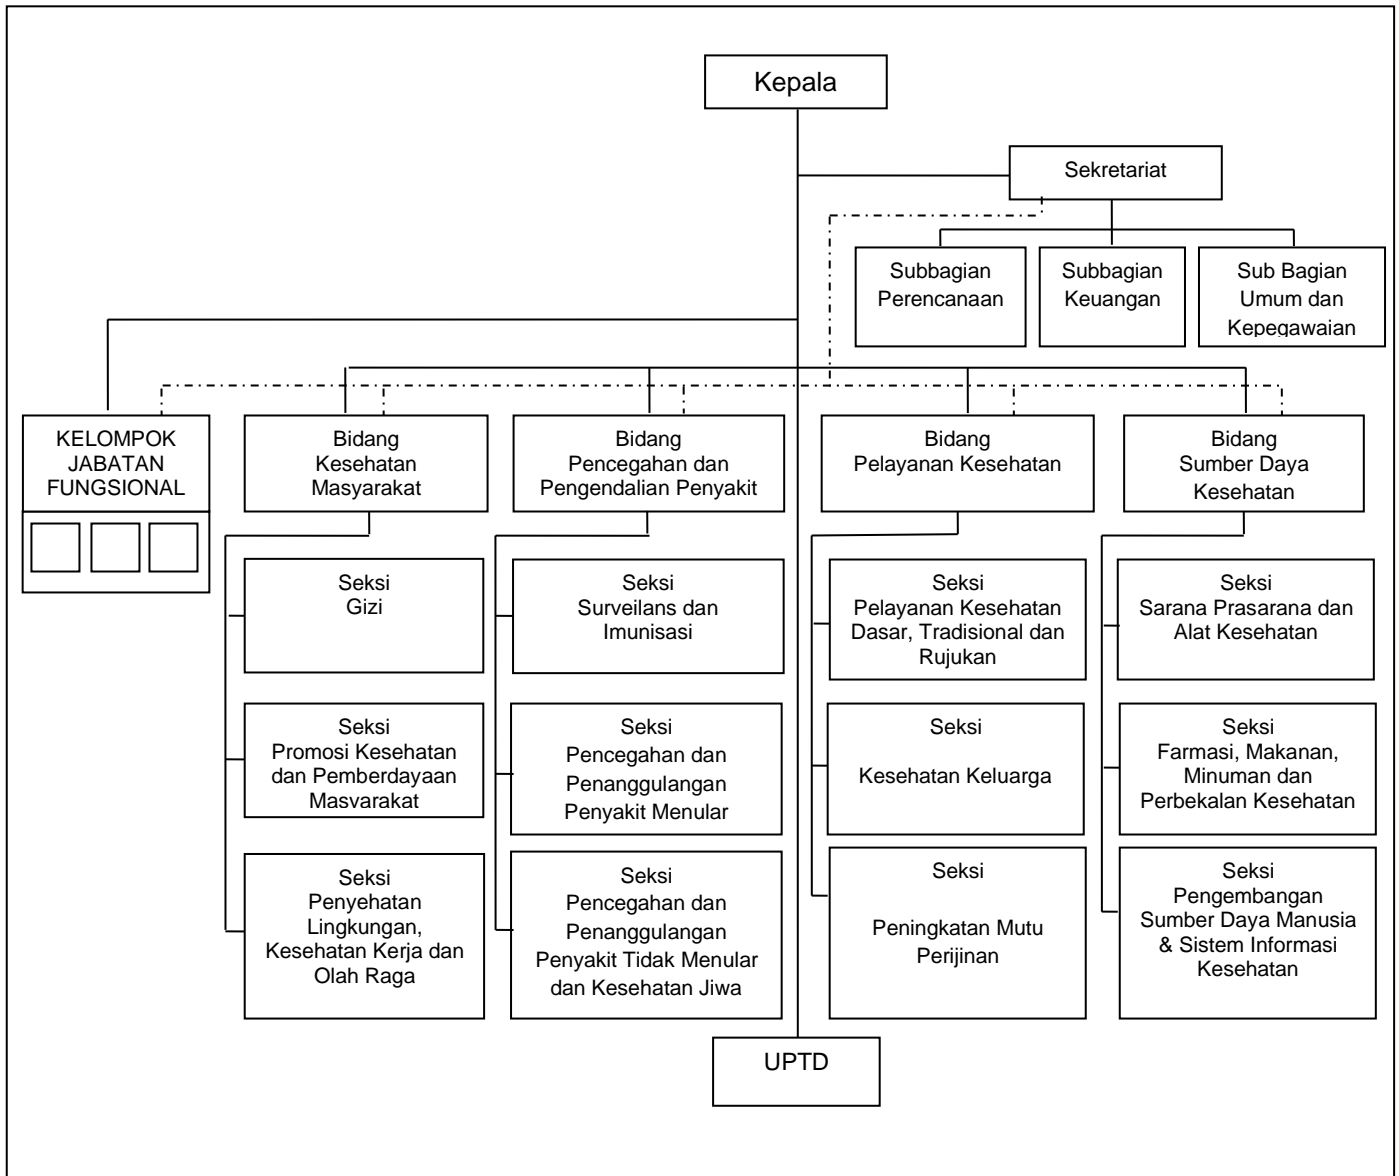 Kepala
Sekretariat
Subbagian
Perencanaan
Subbagian
Keuangan
Sub Bagian
Umum dan
Kepegawaian
KELOMPOK
JABATAN
FUNGSIONAL
Bidang
Kesehatan
Masyarakat
Bidang
Pencegahan dan
Pengendalian Penyakit
Bidang
Pelayanan Kesehatan
Bidang
Sumber Daya
Kesehatan
Seksi
Gizi
Seksi
Surveilans dan
Imunisasi
Seksi
Pelayanan Kesehatan
Dasar, Tradisional dan
Rujukan
Seksi
Sarana Prasarana dan
Alat Kesehatan
Seksi
Promosi Kesehatan
dan Pemberdayaan
Masyarakat
Seksi
Pencegahan dan
Penanggulangan
Penyakit Menular
Seksi
Kesehatan Keluarga
Seksi
Farmasi, Makanan,
Minuman dan
Perbekalan Kesehatan
Seksi
Penyehatan
Lingkungan,
Kesehatan Kerja dan
Olah Raga
Seksi
Pencegahan dan
Penanggulangan
Penyakit Tidak Menular
dan Kesehatan Jiwa
Seksi
Peningkatan Mutu
Perijinan
Seksi
Pengembangan
Sumber Daya Manusia
& Sistem Informasi
Kesehatan
UPTD